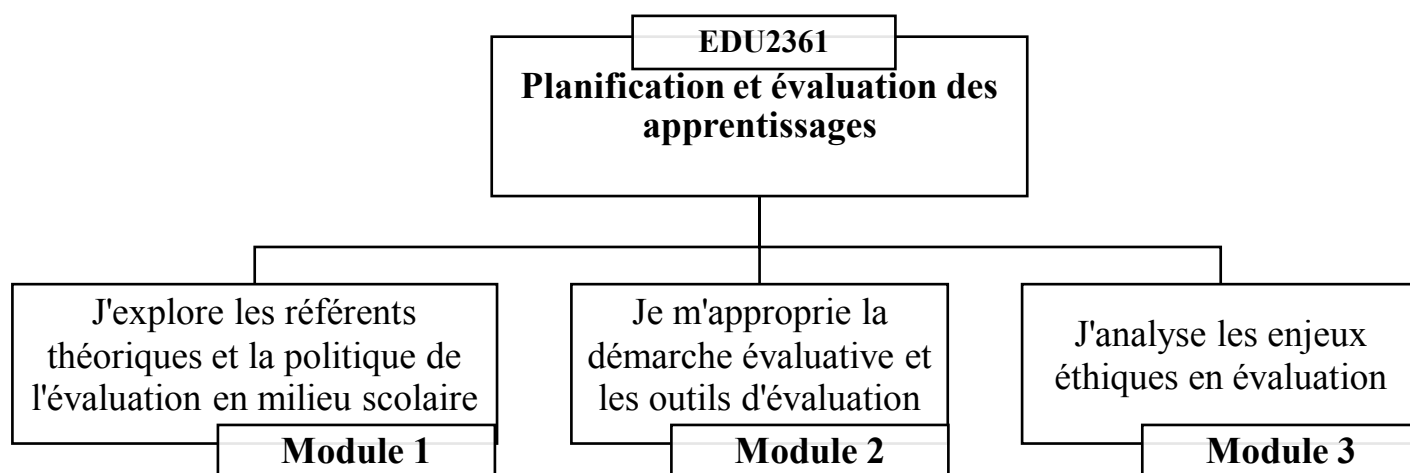 EDU2361
Planification et évaluation des
apprentissages
J'explore les référents
théoriques et la politique de
l'évaluation en milieu scolaire
Module 1
Je m'approprie la
démarche évaluative et
les outils d'évaluation
Module 2
J'analyse les enjeux
éthiques en évaluation
Module 3